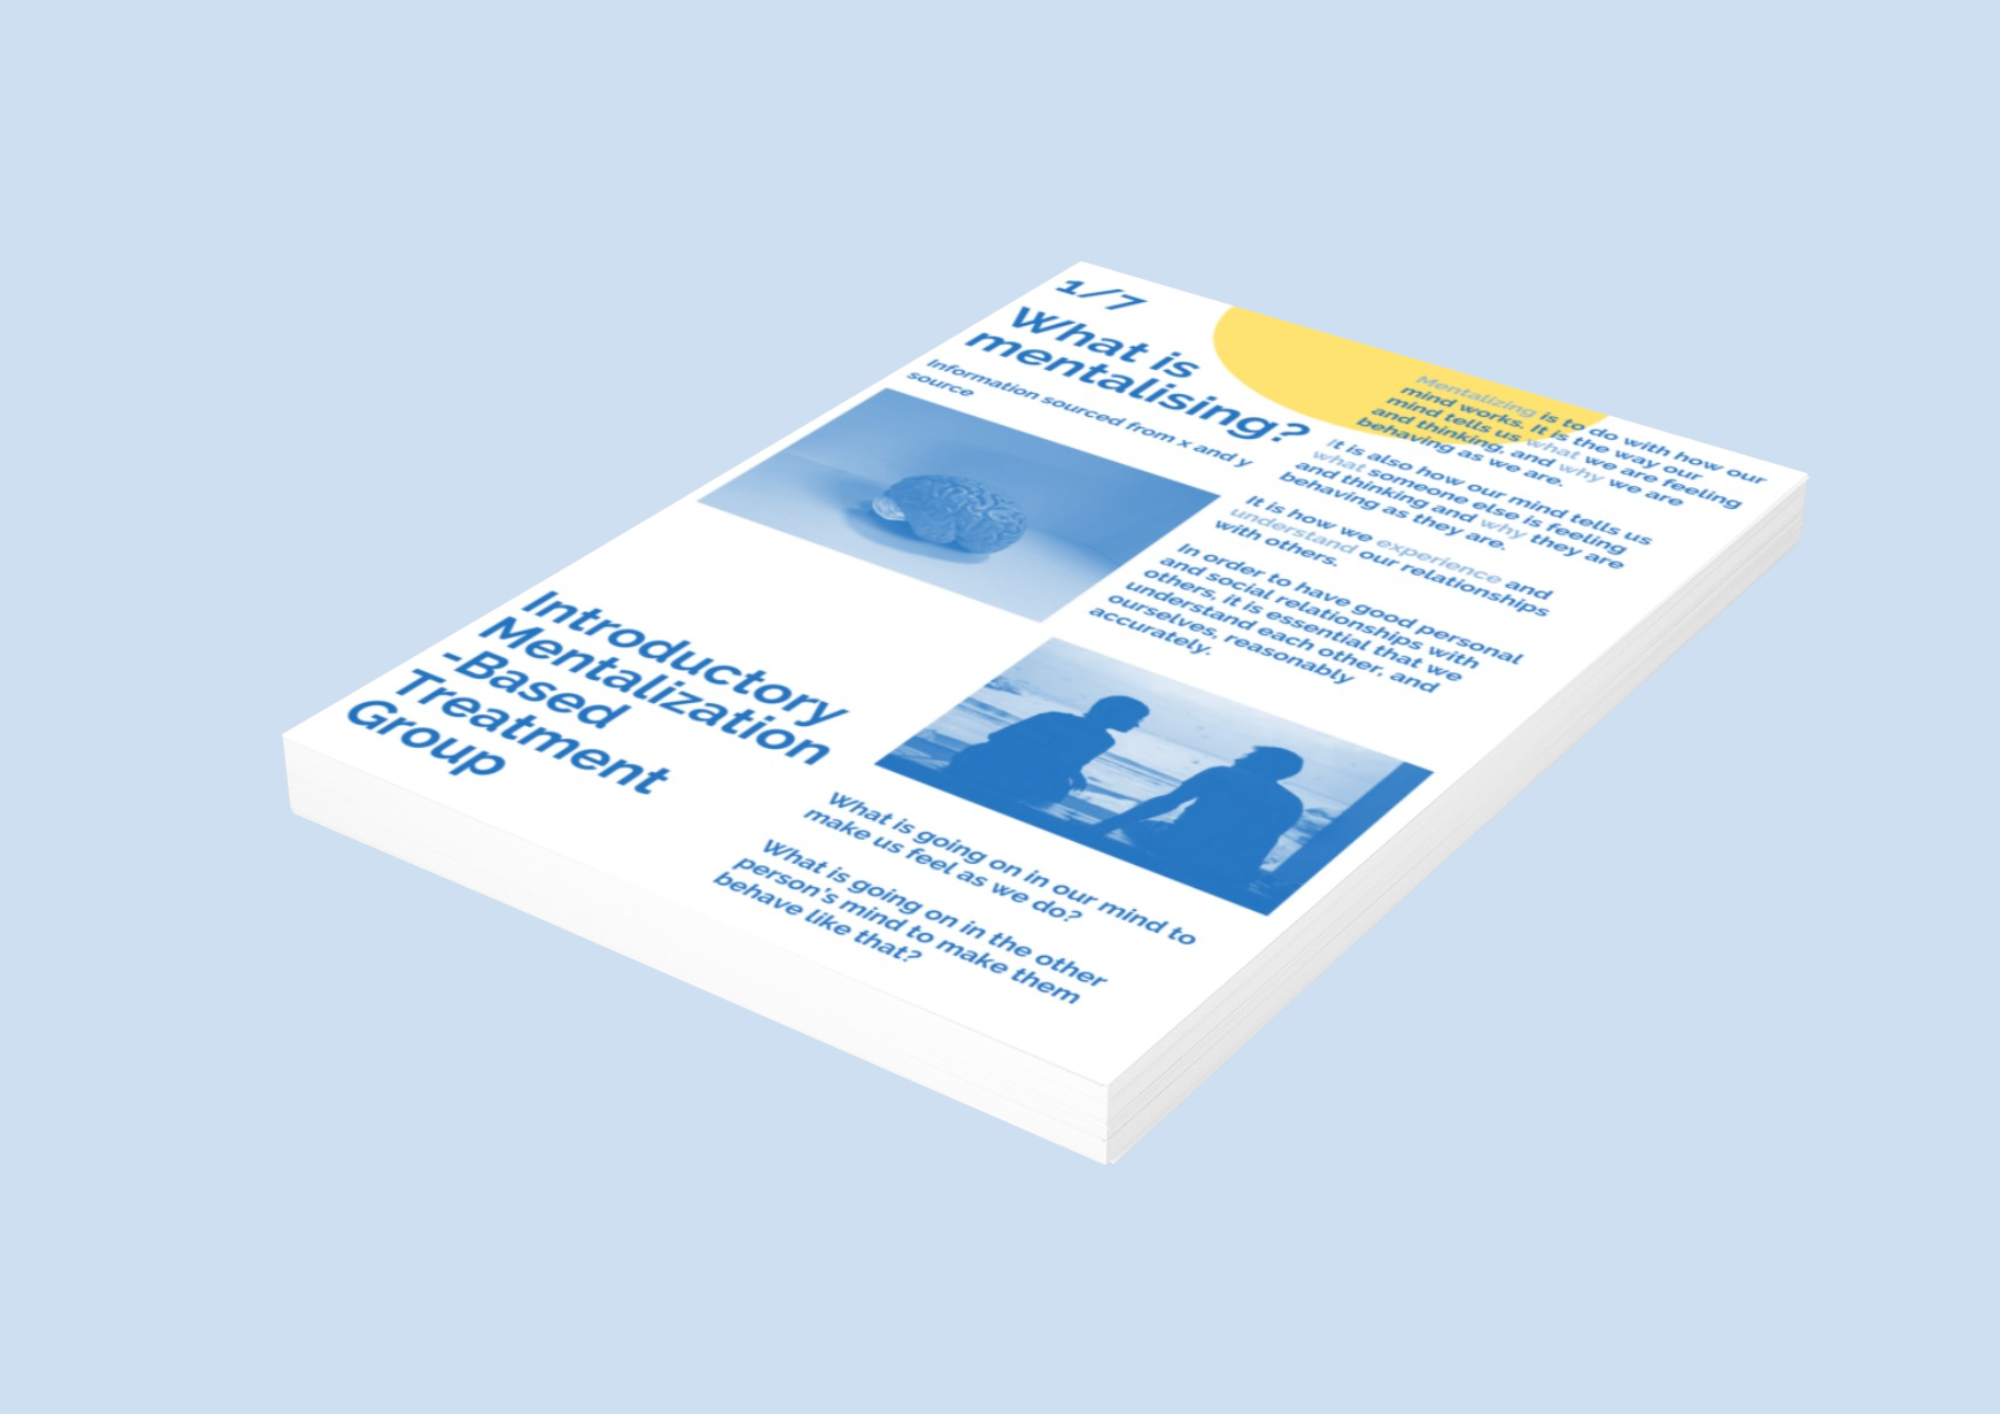 1/7
What is
mentalising?
Information sourced from x and y
source
Mentalizing is to do with how our
mind works. It is the way our
mind tells us what we are feeling
and thinking, and why we are
behaving as we are.
It is also how our mind tells us
what someone else is feeling
and thinking and why they are
behaving as they are.
It is how we experience and
understand our relationships
with others.
In order to have good personal
and social relationships with
others, it is essential that we
understand each other, and
ourselves, reasonably
accurately.
Introductory
Mentalization
-Based
Treatment
Group
What is going on in our mind to
make us feel as we do?
What is going on in the other
person's mind to make them
behave like that?